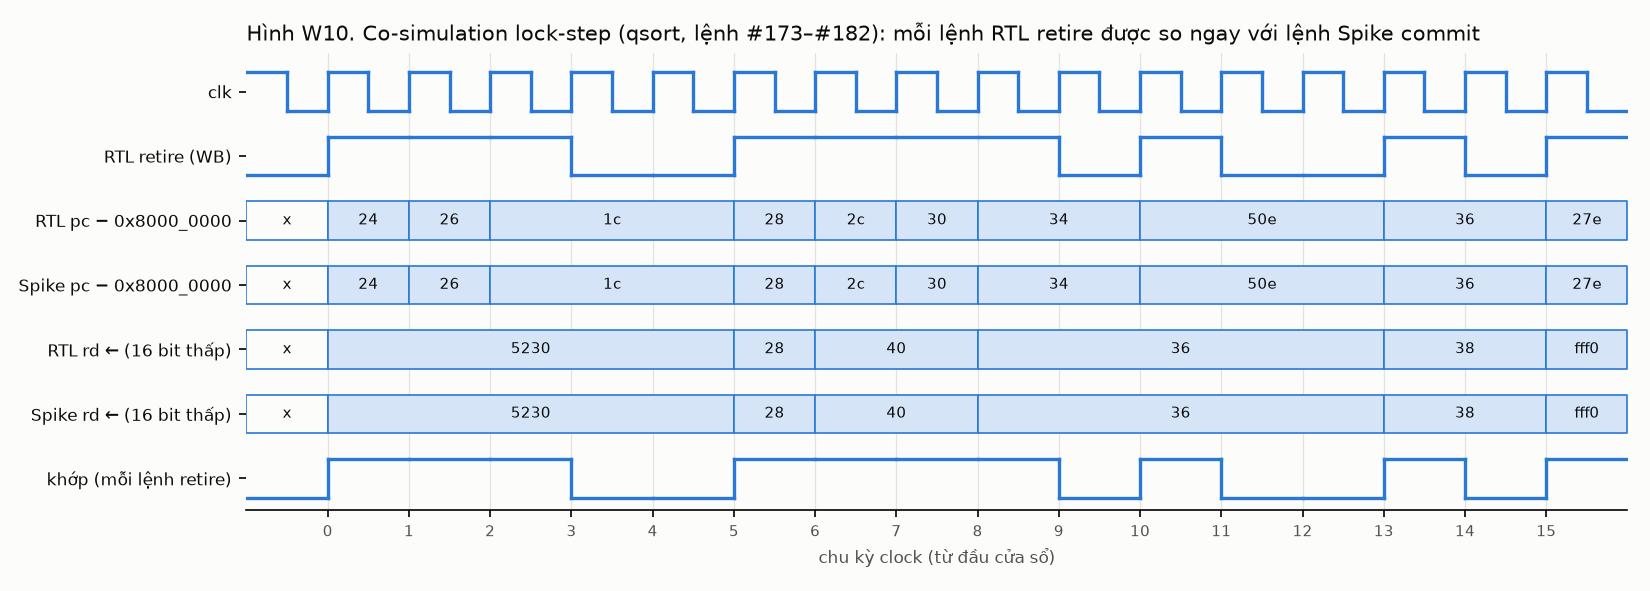 Hình W10. Co-simulation lock-step (qsort, lệnh #173–#182): mỗi lệnh RTL retire được so ngay với lệnh Spike commit
clk
RTL retire (WB)
RTL pc − 0x8000_0000 x 24 26 1c 28 2c 30 34 50e 36 27e
Spike pc − 0x8000_0000 x 24 26 1c 28 2c 30 34 50e 36 27e
RTL rd ← (16 bit thấp) x 5230 28 40 36 38 fff0
Spike rd ← (16 bit thấp) x 5230 28 40 36 38 fff0
khớp (mỗi lệnh retire)
0 1 2 3 4 5 6 7 8 9 10 11 12 13 14 15
chu kỳ clock (từ đầu cửa sổ)